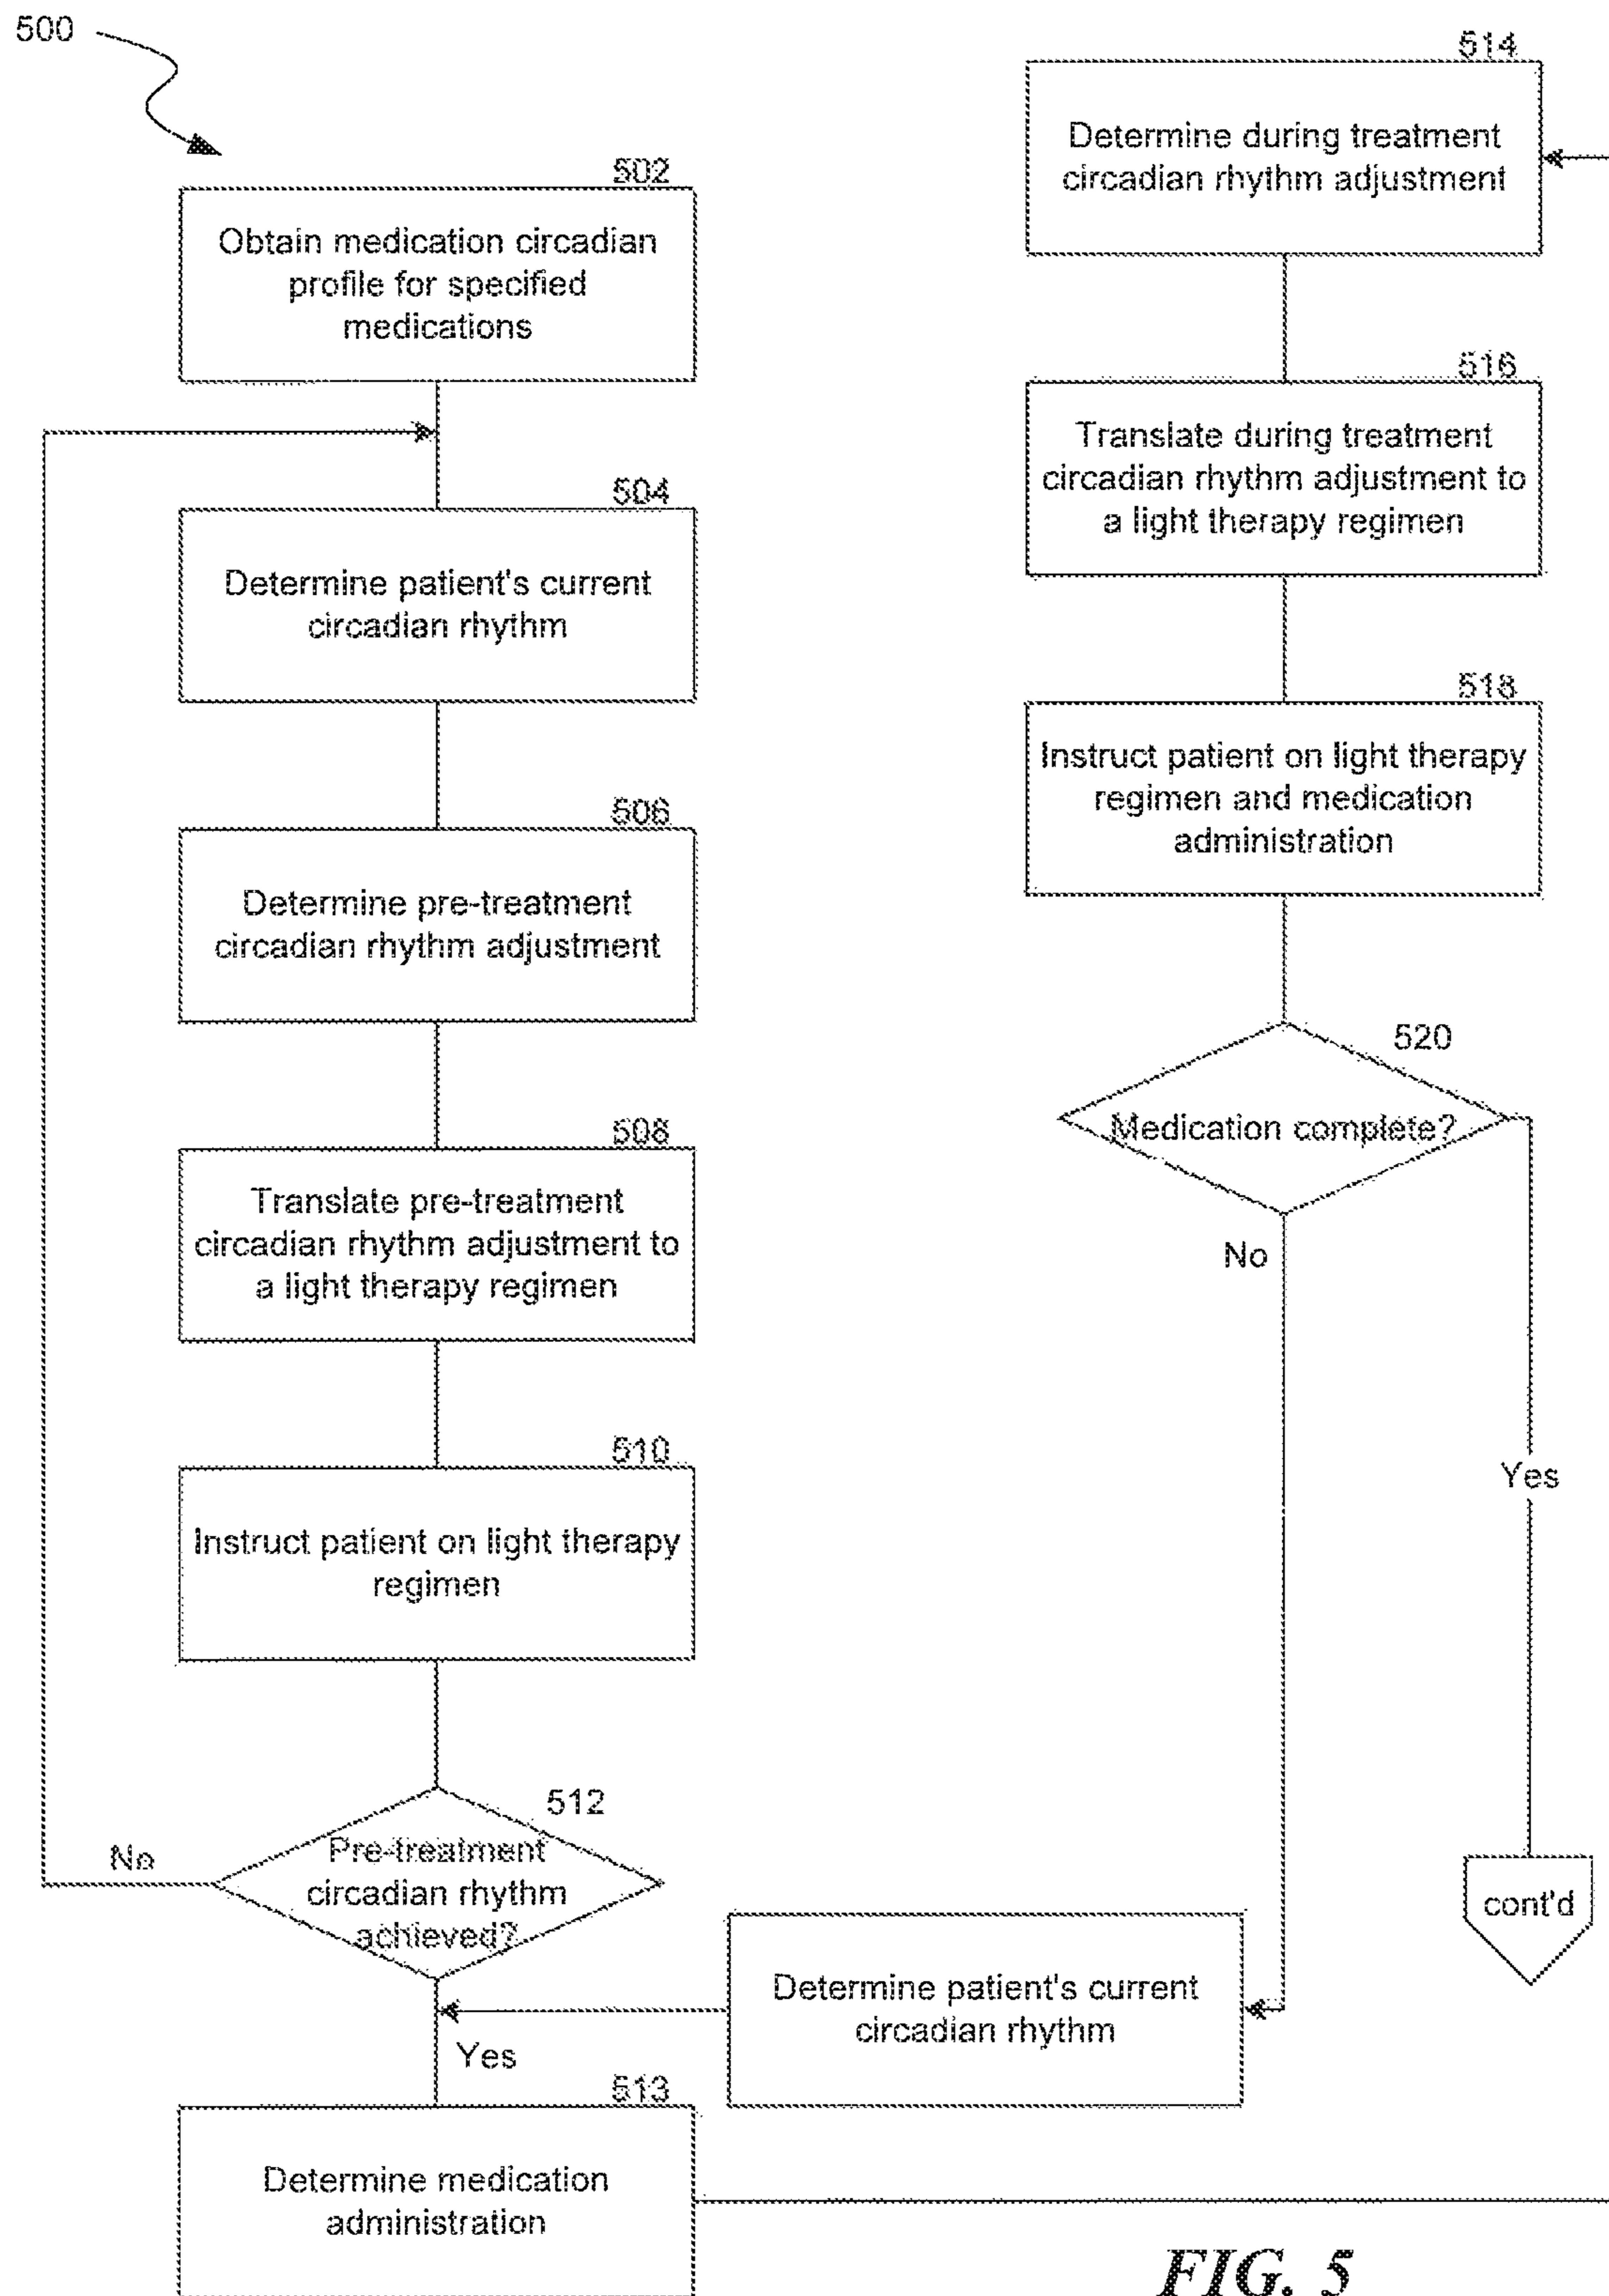 500
502
Obtain medication circadian
profile for specified
medications
504
Determine patient's current
circadian rhythm
506
Determine pre-treatment
circadian rhythm adjustment
508
Translate pre-treatment
circadian rhythm adjustment to
a light therapy regimen
510
Instruct patient on light therapy
regimen
512
Pre-treatment
circadian rhythm
achieved?
No
Yes
513
Determine medication
administration
514
Determine during treatment
circadian rhythm adjustment
516
Translate during treatment
circadian rhythm adjustment to
a light therapy regimen
518
Instruct patient on light therapy
regimen and medication
administration
520
Medication complete?
No
Yes
cont'd
Determine patient's current
circadian rhythm
FIG. 5